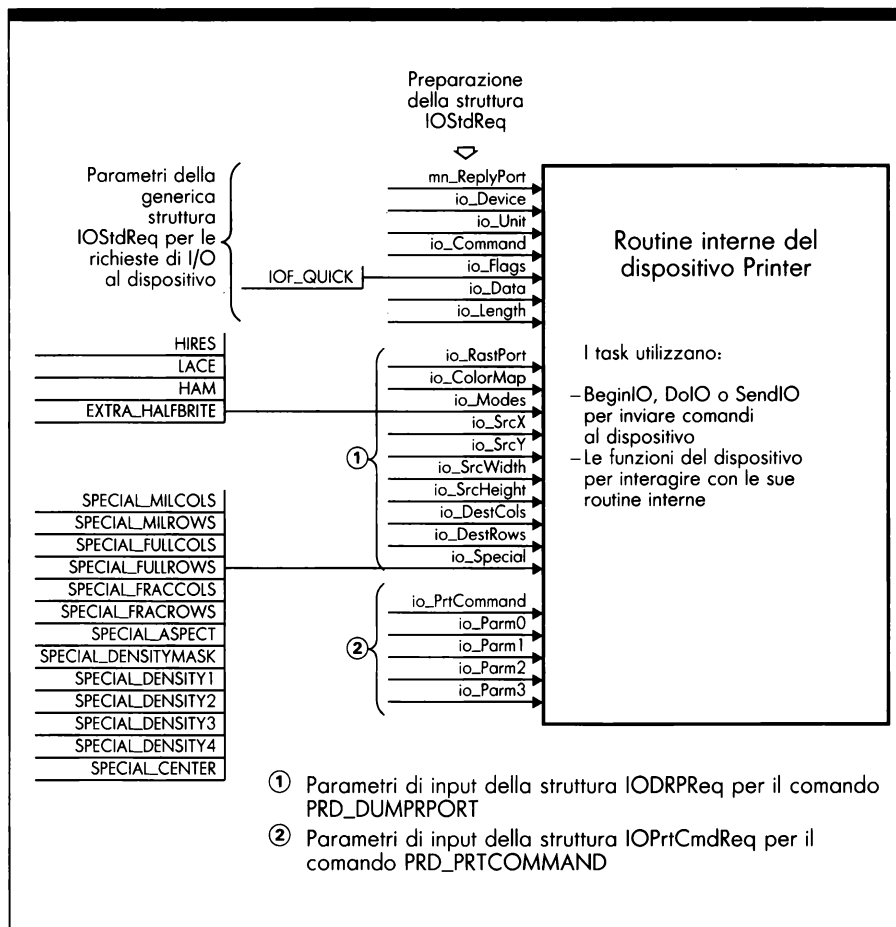 Preparazione
della struttura
IOStdReq
Parametri della
generica
struttura
IOStdReq per le
richieste di I/O
al dispositivo
IOF_QUICK
mn_ReplyPort
io_Device
io_Unit
io_Command
io_Flags
io_Data
io_Length
HIRES
LACE
HAM
EXTRA_HALFBRITE
①
io_RastPort
io_ColorMap
io_Modes
io_SrcX
io_SrcY
io_SrcWidth
io_SrcHeight
io_DestCols
io_DestRows
io_Special
SPECIAL_MILCOLS
SPECIAL_MILROWS
SPECIAL_FULLCOLS
SPECIAL_FULLROWS
SPECIAL_FRACCOLS
SPECIAL_FRACROWS
SPECIAL_ASPECT
SPECIAL_DENSITYMASK
SPECIAL_DENSITY1
SPECIAL_DENSITY2
SPECIAL_DENSITY3
SPECIAL_DENSITY4
SPECIAL_CENTER
②
io_PrtCommand
io_Parm0
io_Parm1
io_Parm2
io_Parm3
Routine interne del
dispositivo Printer
I task utilizzano:
–BeginIO, DoIO o SendIO
per inviare comandi
al dispositivo
–Le funzioni del dispositivo
per interagire con le sue
routine interne
① Parametri di input della struttura IODRPReq per il comando
PRD_DUMPRPORT
② Parametri di input della struttura IOPrtCmdReq per il
comando PRD_PRTCOMMAND